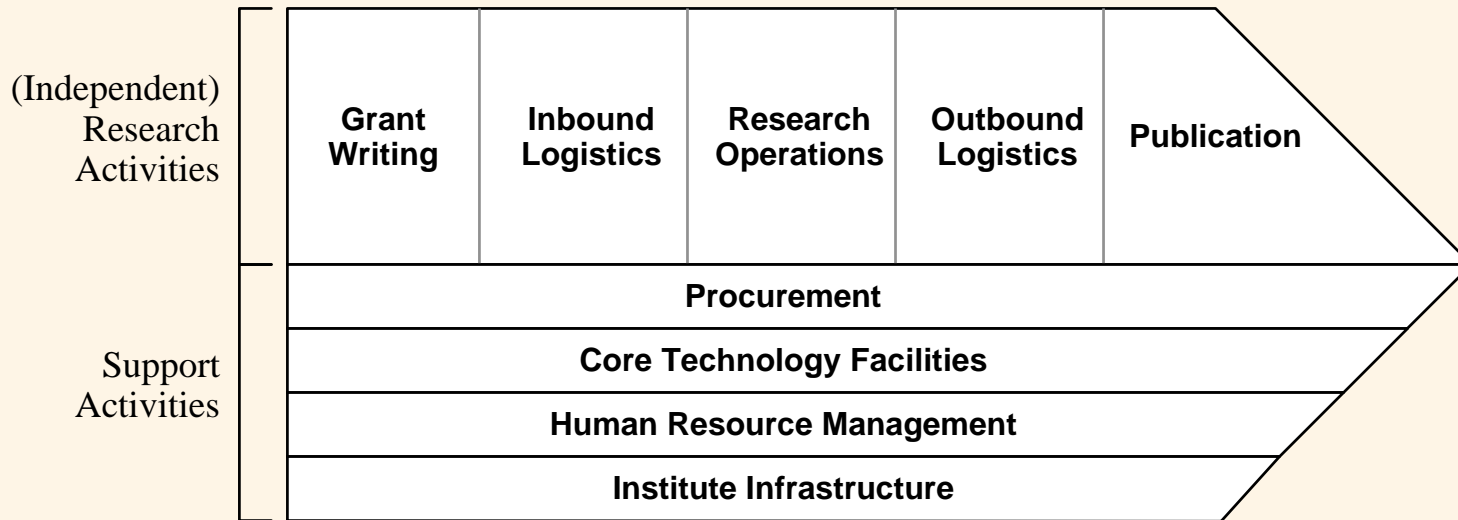 (Independent)
Research
Activities
Grant
Writing
Inbound
Logistics
Research
Operations
Outbound
Logistics
Publication
Support
Activities
Procurement
Core Technology Facilities
Human Resource Management
Institute Infrastructure